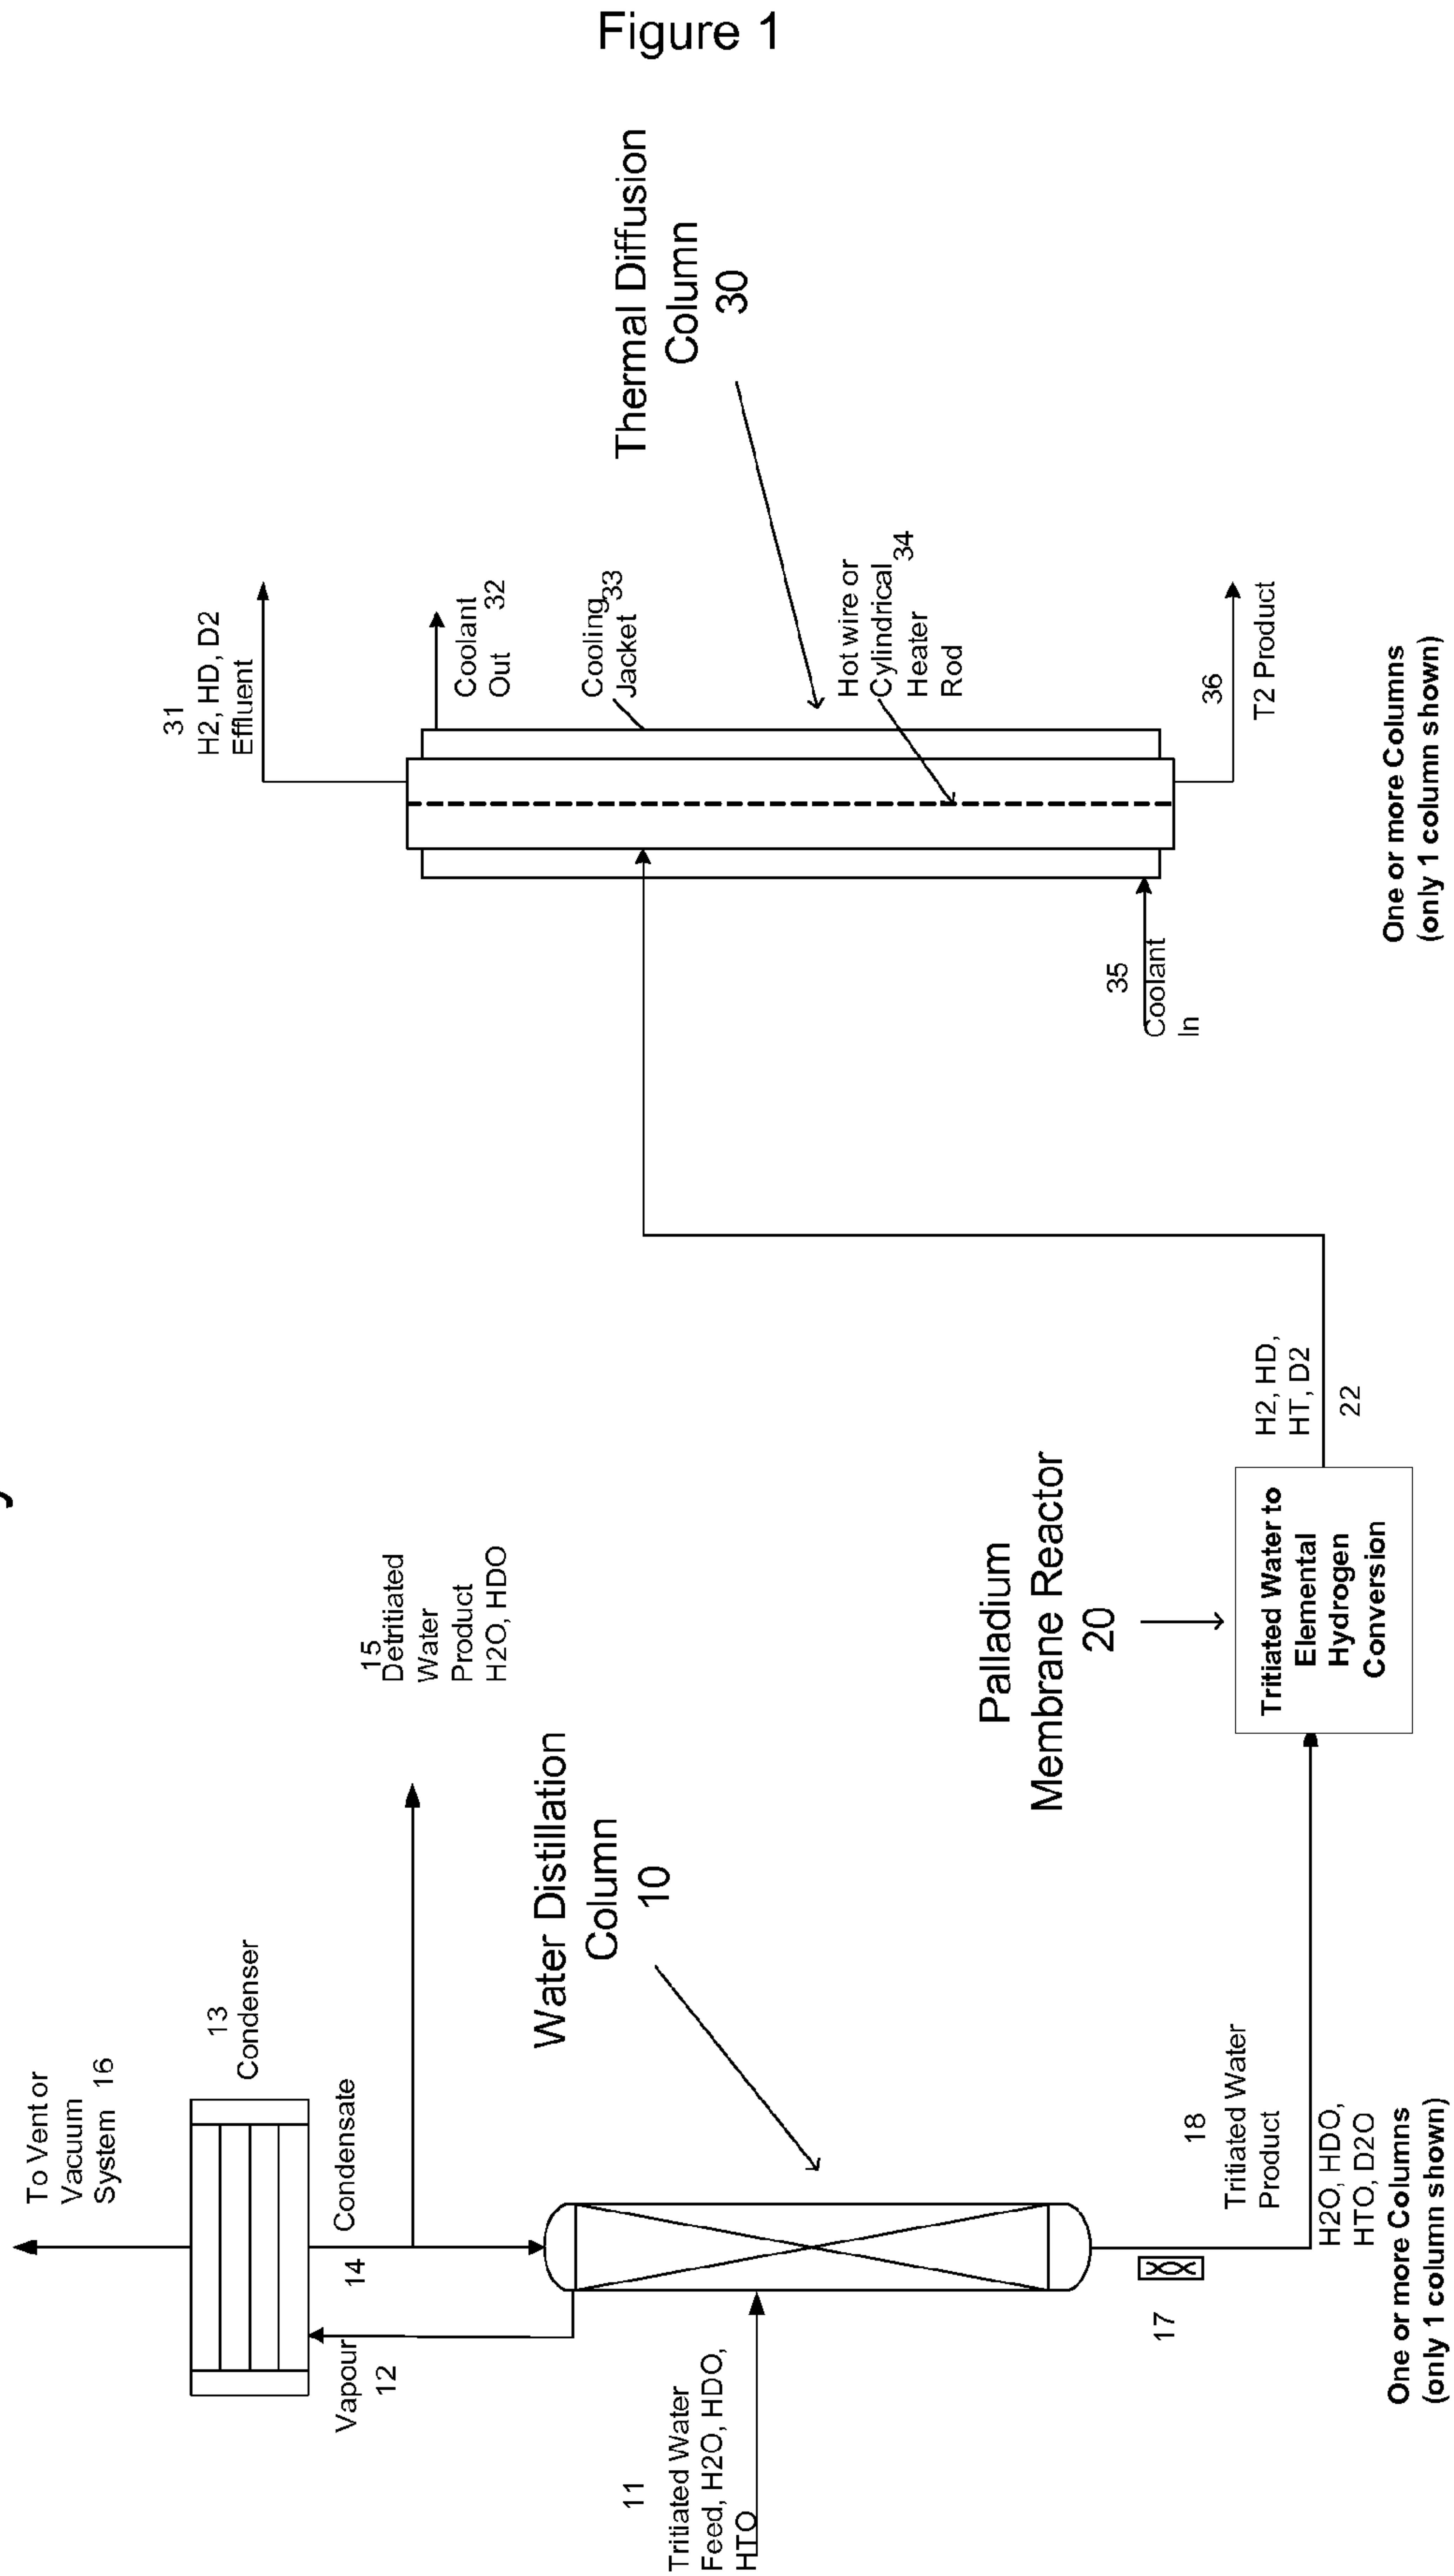 Figure 1
To Vent or
Vacuum
System 16
13
Condenser
Vapour
12
14
Condensate
15
Detritiated
Water
Product
H2O, HDO
Water Distillation
Column
10
11
Tritiated Water
Feed, H2O, HDO,
HTO
17
18
Tritiated Water
Product
H2O, HDO,
HTO, D2O
One or more Columns
(only 1 column shown)
Palladium
Membrane Reactor
20
Tritiated Water to
Elemental
Hydrogen
Conversion
H2, HD,
HT, D2
22
31
H2, HD, D2
Effluent
Coolant
Out 32
Cooling
Jacket 33
Thermal Diffusion
Column
30
Hot wire or
Cylindrical
Heater
Rod
34
35
Coolant
In
36
T2 Product
One or more Columns
(only 1 column shown)